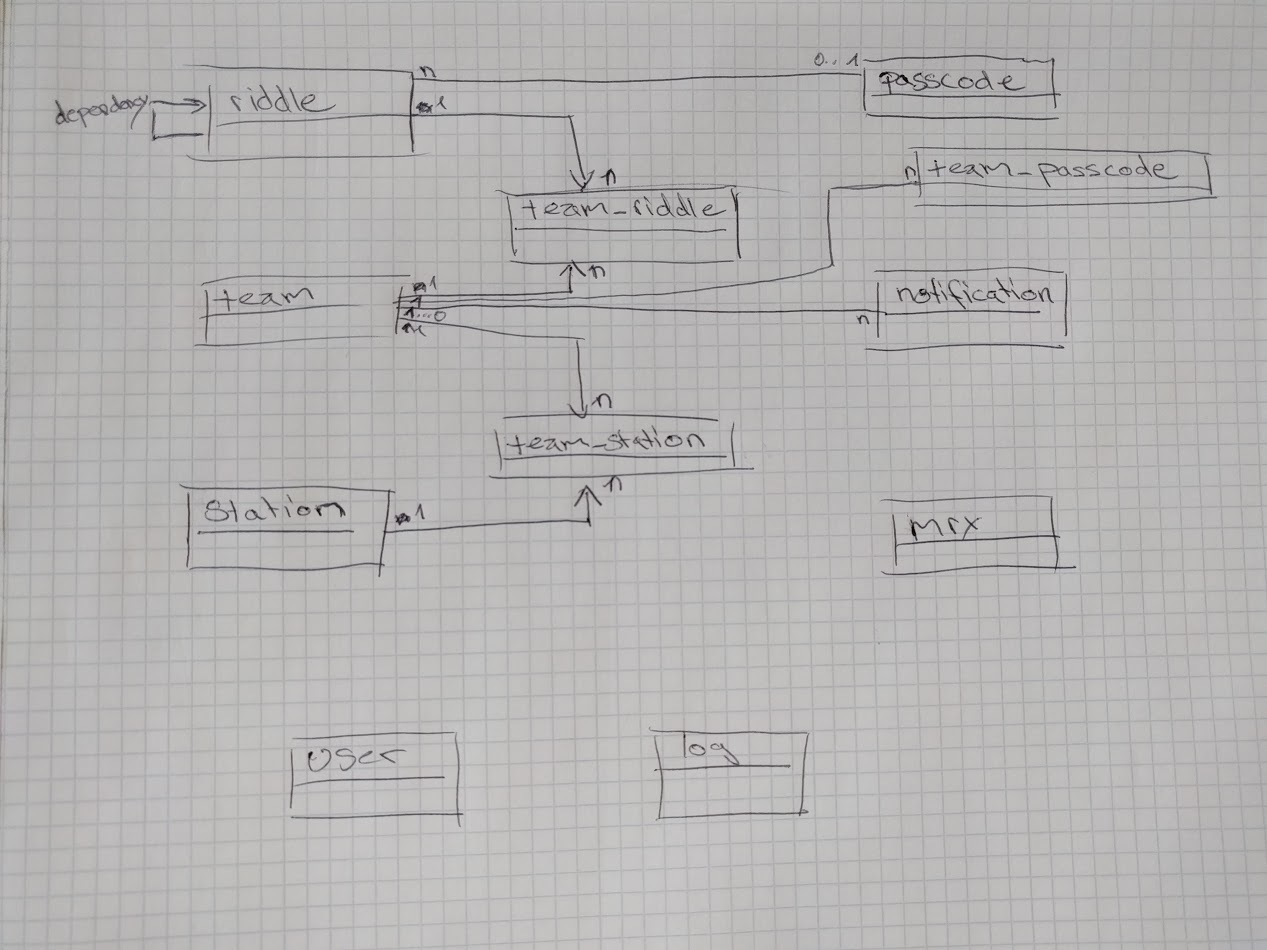 n
0..1
riddle
passcode
dependency
1
n
team_passcode
n
team_riddle
n
team
1
1
1...0
notification
n
n
team_station
n
station
1
mrx
user
log